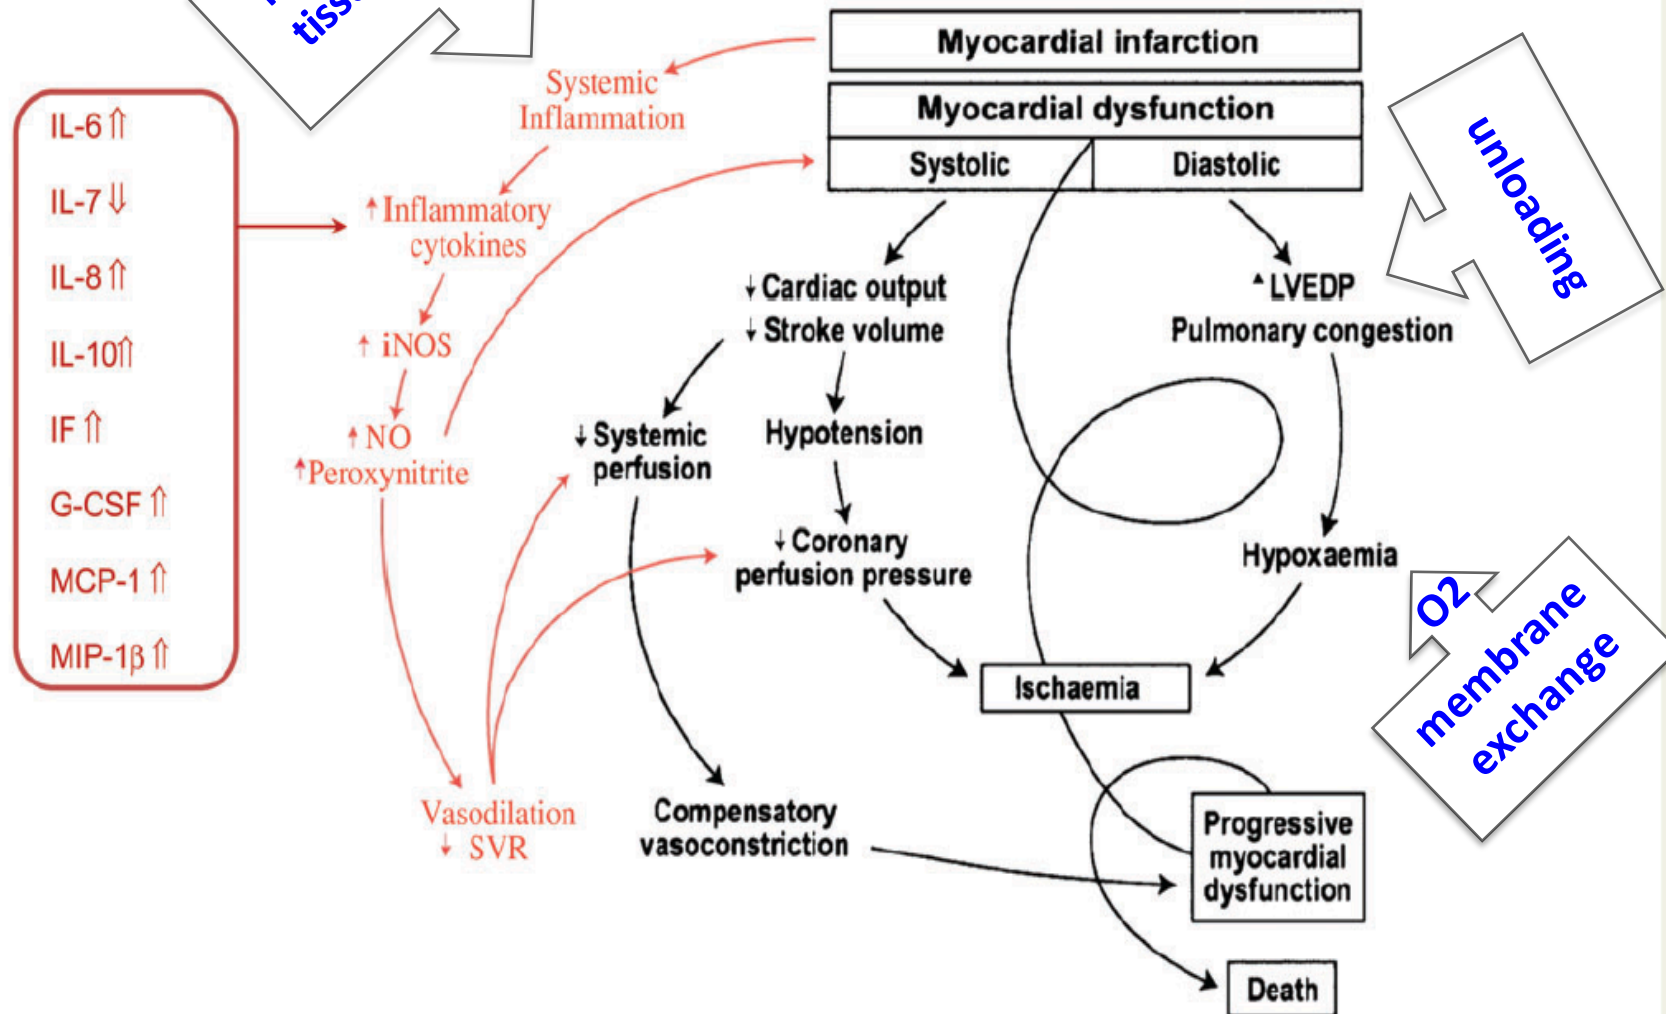 tissu
Myocardial infarction
Myocardial dysfunction
Systolic
Diastolic
unloading
Systemic
Inflammation
↑Inflammatory
cytokines
↑ iNOS
↑ NO
↑Peroxynitrite
IL-6⇑
IL-7⇓
IL-8⇑
IL-10⇑
IF⇑
G-CSF⇑
MCP-1⇑
MIP-1β⇑
↓Cardiac output
↓Stroke volume
▲LVEDP
Pulmonary congestion
↓Systemic
perfusion
Hypotension
↓Coronary
perfusion pressure
Hypoxaemia
O2
membrane
exchange
Ischaemia
Vasodilation
↓ SVR
Compensatory
vasoconstriction
Progressive
myocardial
dysfunction
Death